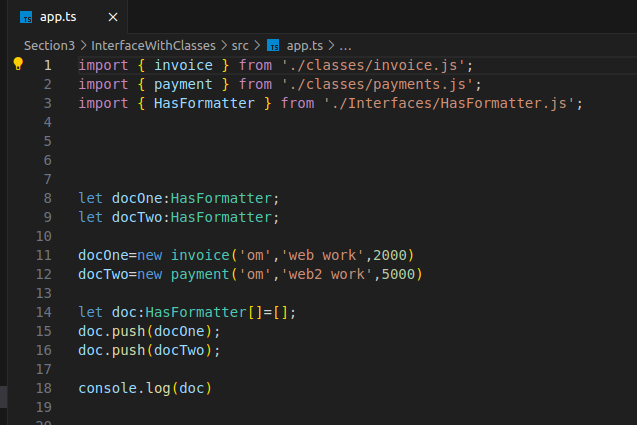 TS app.ts ×
Section3 > InterfaceWithClasses > src > TS app.ts > ...
1 import { invoice } from './classes/invoice.js';
2 import { payment } from './classes/payments.js';
3 import { HasFormatter } from './Interfaces/HasFormatter.js';
4
5
6
7
8 let docOne:HasFormatter;
9 let docTwo:HasFormatter;
10
11 docOne=new invoice('om','web work',2000)
12 docTwo=new payment('om','web2 work',5000)
13
14 let doc:HasFormatter[]=[];
15 doc.push(docOne);
16 doc.push(docTwo);
17
18 console.log(doc)
19
20